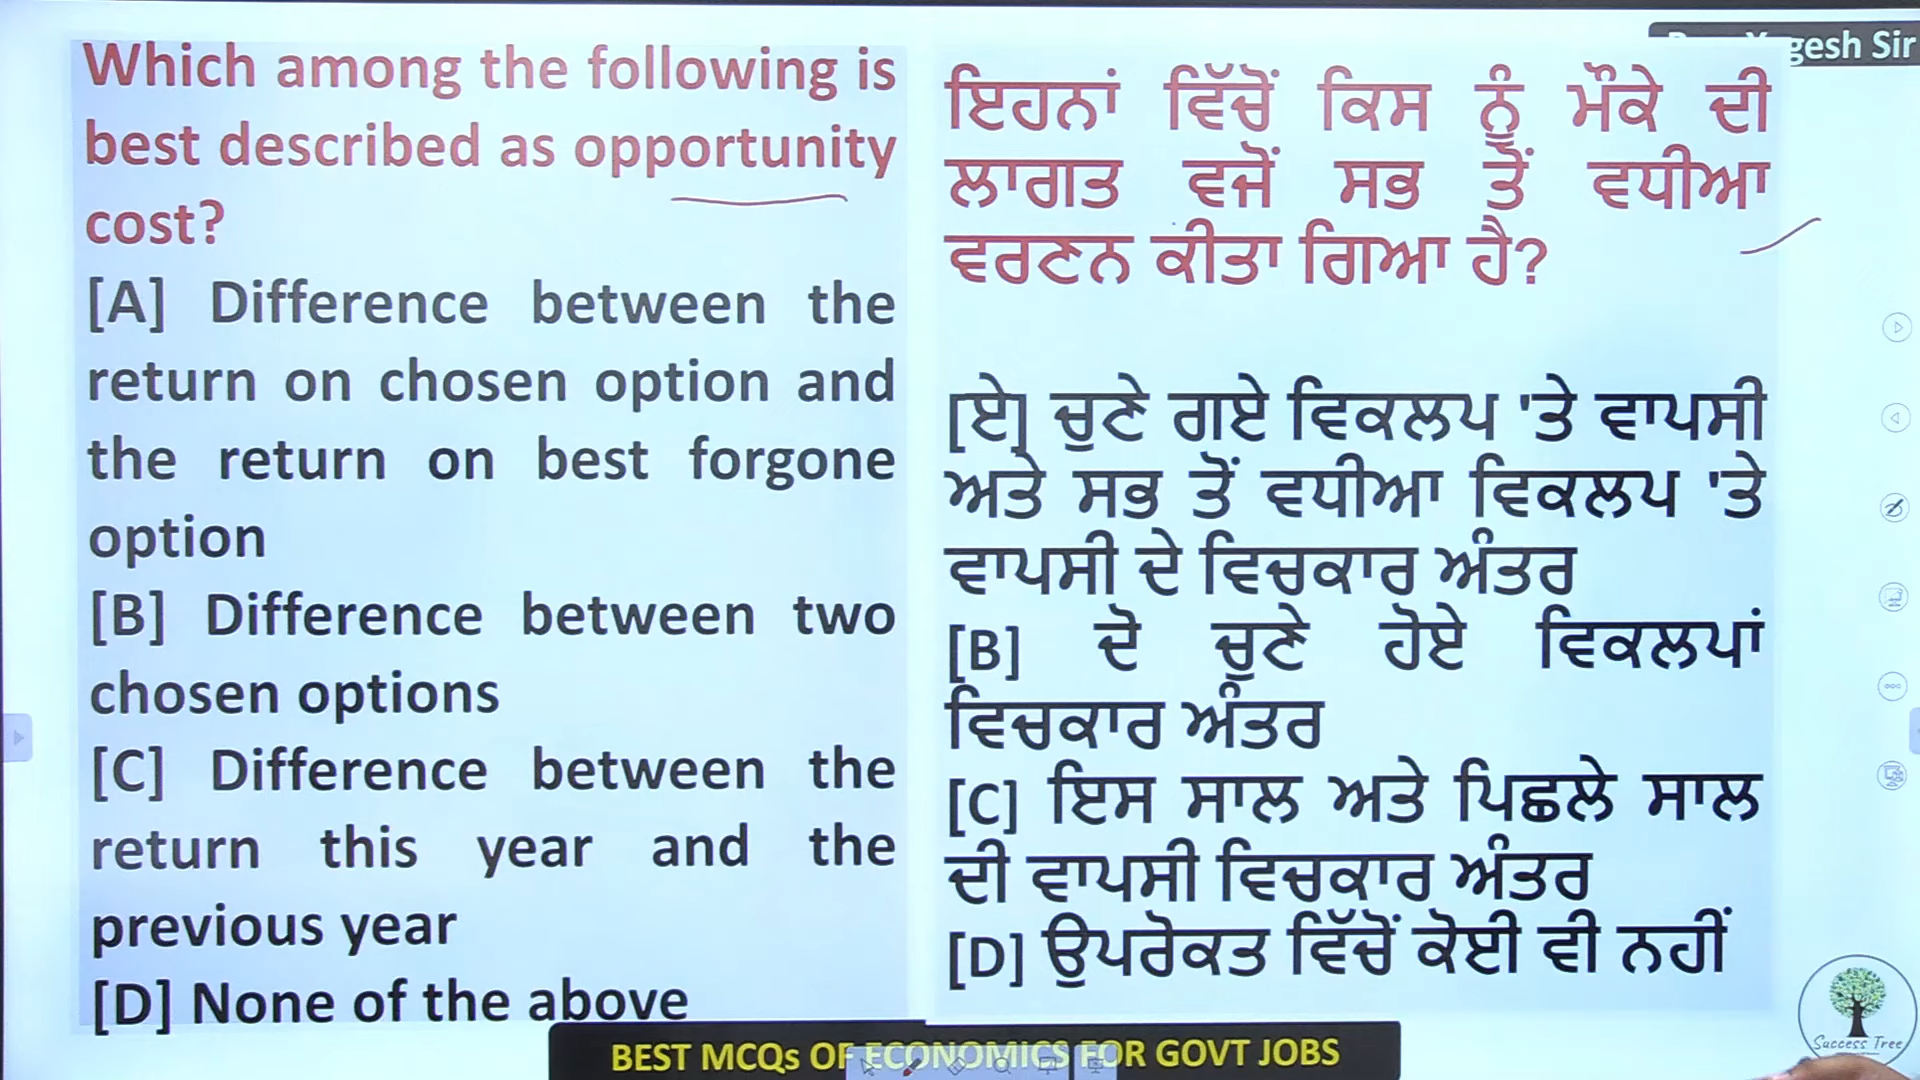 Which among the following is
best described as opportunity
cost?
[A] Difference between the
return on chosen option and
the return on best forgone
option
[B] Difference between two
chosen options
[C] Difference between the
return this year and the
previous year
[D] None of the above
gesh Sir
ਇਹਨਾਂ ਵਿੱਚੋਂ ਕਿਸ ਨੂੰ ਮੌਕੇ ਦੀ
ਲਾਗਤ ਵਜੋਂ ਸਭ ਤੋਂ ਵਧੀਆ
ਵਰਣਨ ਕੀਤਾ ਗਿਆ ਹੈ?
[ਏ] ਚੁਣੇ ਗਏ ਵਿਕਲਪ 'ਤੇ ਵਾਪਸੀ
ਅਤੇ ਸਭ ਤੋਂ ਵਧੀਆ ਵਿਕਲਪ 'ਤੇ
ਵਾਪਸੀ ਦੇ ਵਿਚਕਾਰ ਅੰਤਰ
[B] ਦੋ ਚੁਣੇ ਹੋਏ ਵਿਕਲਪਾਂ
ਵਿਚਕਾਰ ਅੰਤਰ
[C] ਇਸ ਸਾਲ ਅਤੇ ਪਿਛਲੇ ਸਾਲ
ਦੀ ਵਾਪਸੀ ਵਿਚਕਾਰ ਅੰਤਰ
[D] ਉਪਰੋਕਤ ਵਿੱਚੋਂ ਕੋਈ ਵੀ ਨਹੀਂ
Success Tree
BEST MCQs OF ECONOMICS FOR GOVT JOBS